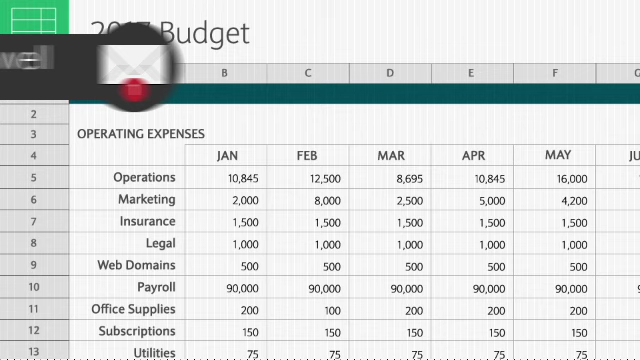 Budget
B C D E F
2
3 OPERATING EXPENSES
4 JAN FEB MAR APR MAY
5 Operations 10,845 12,500 8,695 10,845 16,000
6 Marketing 2,000 8,000 2,500 5,000 4,200
7 Insurance 1,500 1,500 1,500 1,500 1,500
8 Legal 1,000 1,000 1,000 1,000 1,000
9 Web Domains 500 500 500 500 500
10 Payroll 90,000 90,000 90,000 90,000 90,000
11 Office Supplies 200 100 200 200 200
12 Subscriptions 150 150 150 150 150
13 Utilities 75 75 75 75 75